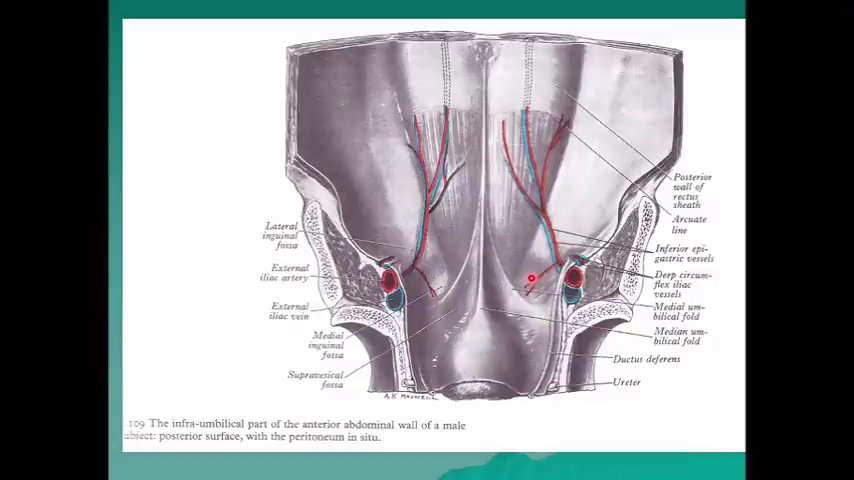 Posterior
wall of
rectus
sheath
Arcuate
line
Lateral
inguinal
fossa
Inferior epi-
gastric vessels
External
iliac artery
Deep circum-
flex iliac
vessels
External
iliac vein
Medial um-
bilical fold
Medial
inguinal
fossa
Median um-
bilical fold
Ductus deferens
Supravesical
fossa
Ureter
A.K. MAXWELL
109 The infra-umbilical part of the anterior abdominal wall of a male
ubject: posterior surface, with the peritoneum in situ.